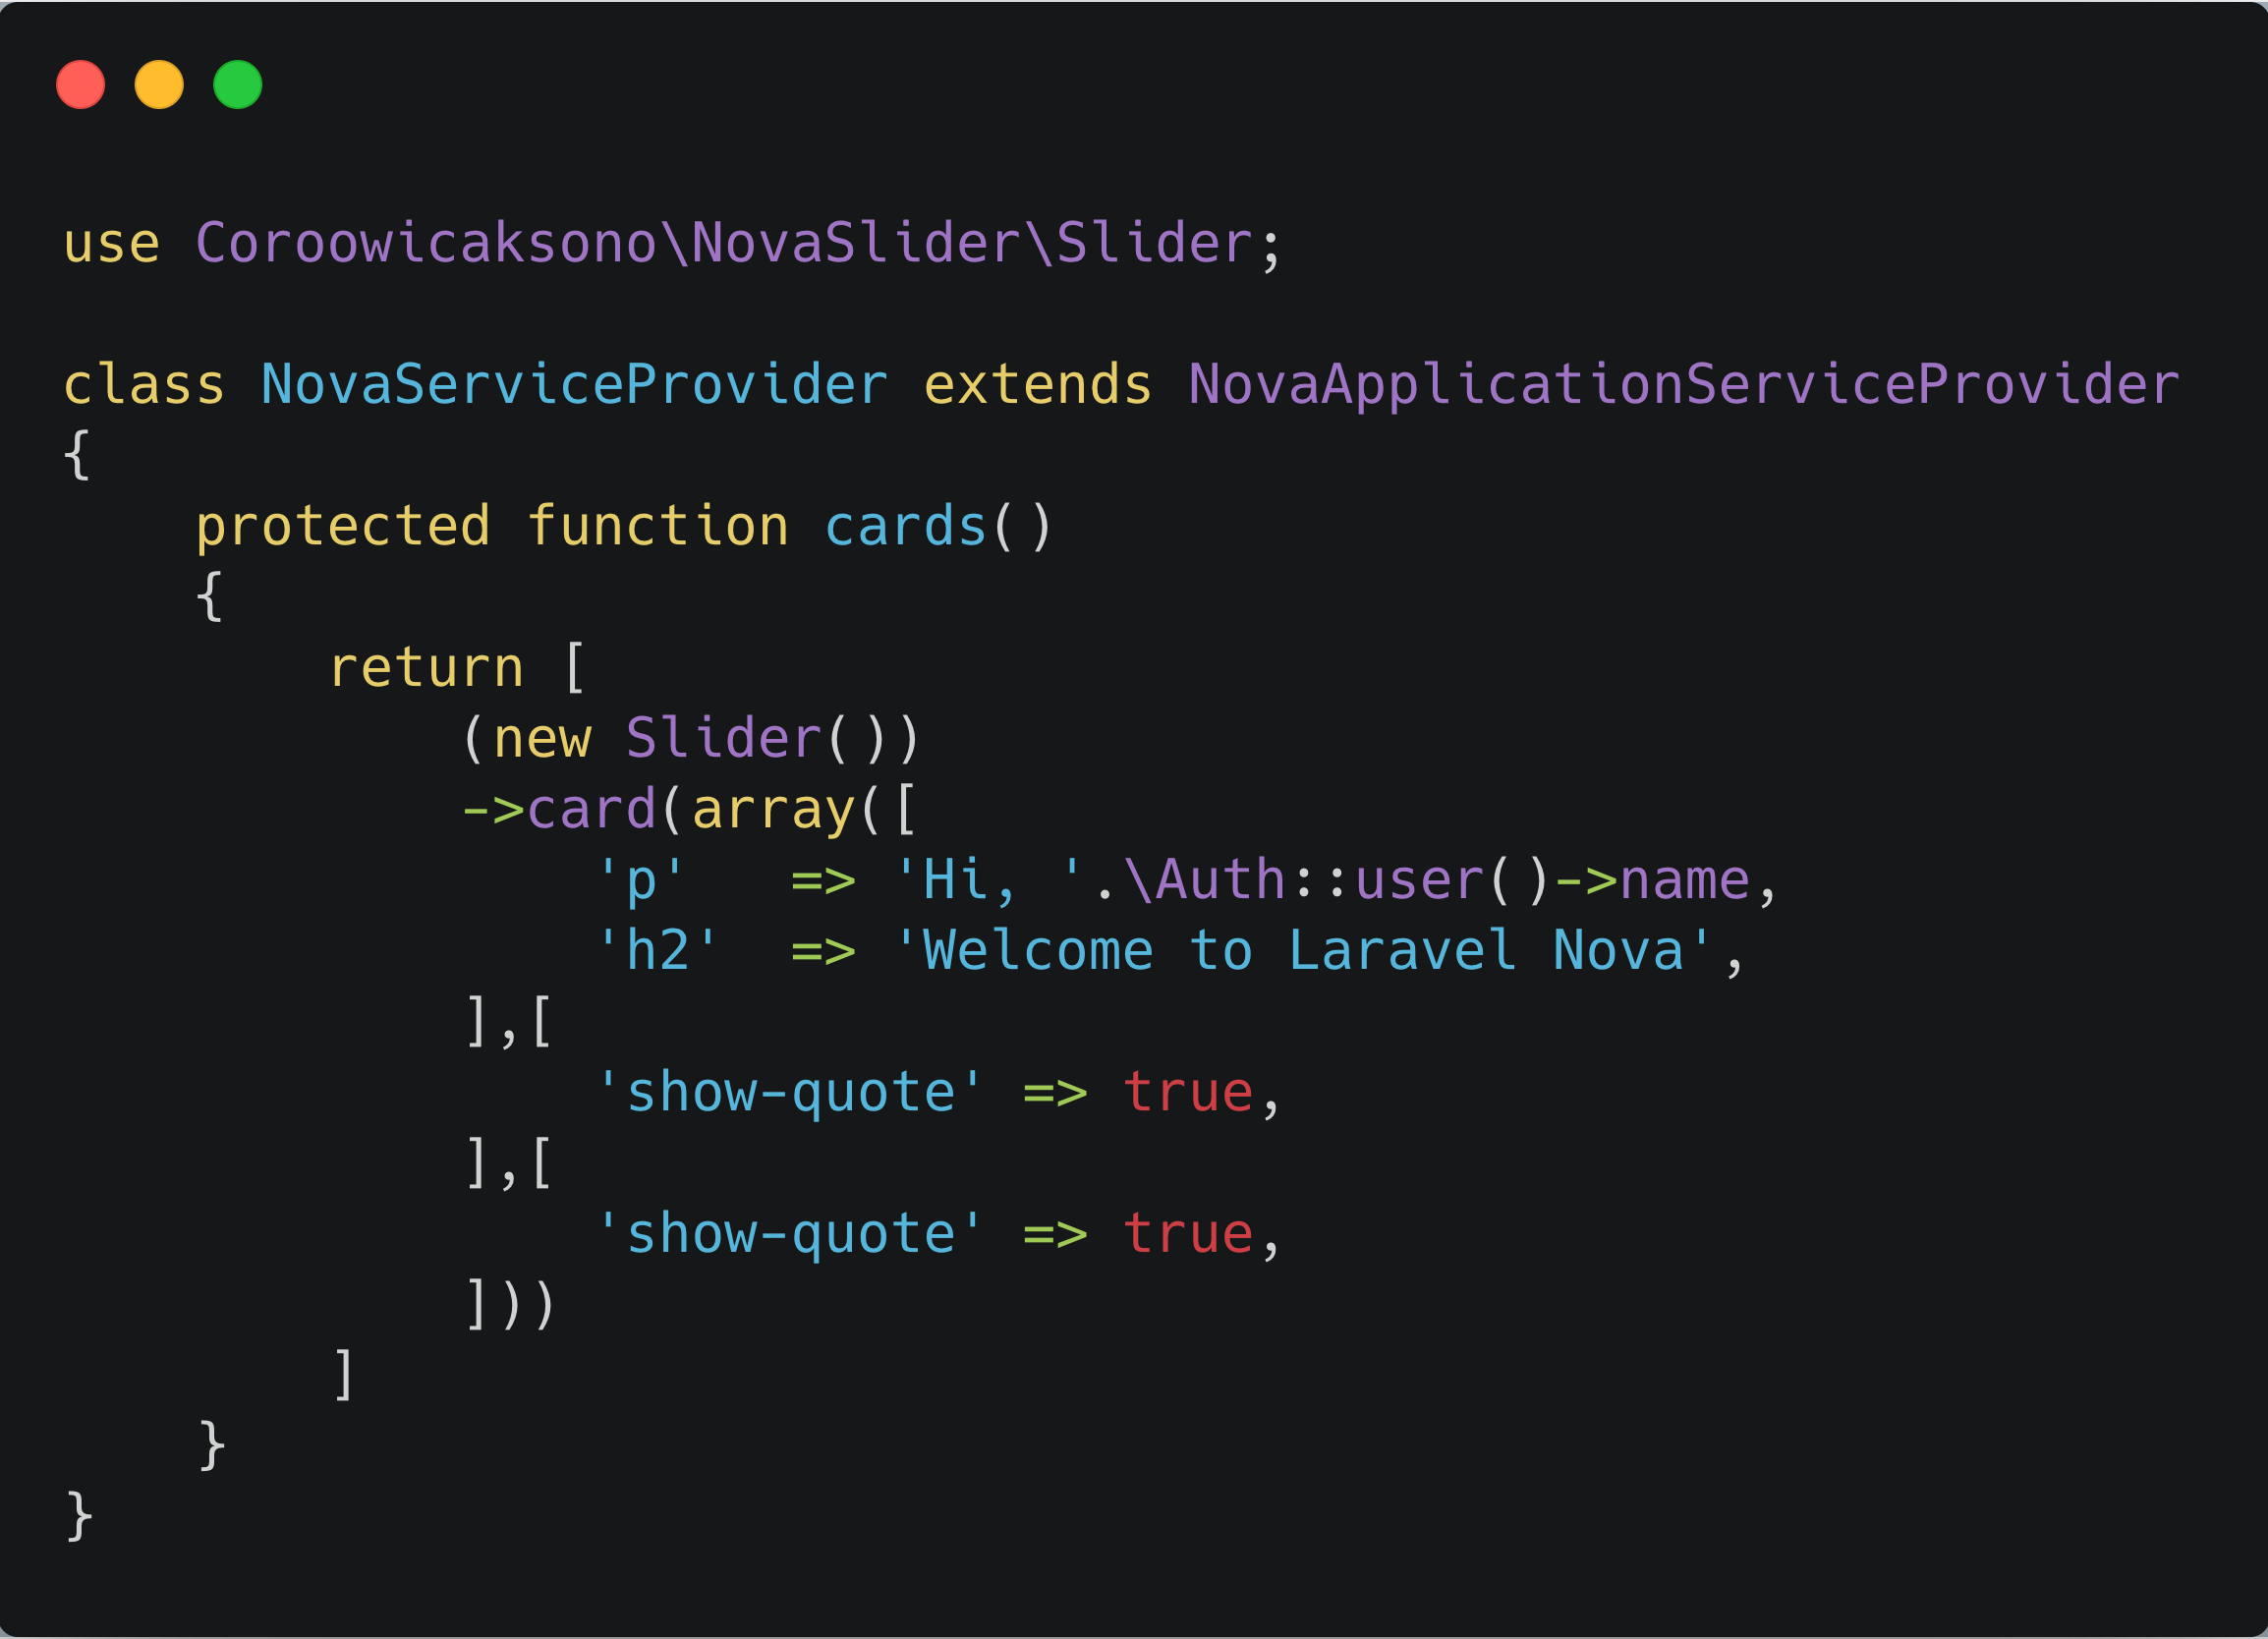 use Coroowicaksono\NovaSlider\Slider;
class NovaServiceProvider extends NovaApplicationServiceProvider
{
    protected function cards()
    {
        return [
            (new Slider())
            ->card(array([
                'p'   => 'Hi, '.\Auth::user()->name,
                'h2'  => 'Welcome to Laravel Nova',
            ],[
                'show-quote' => true,
            ],[
                'show-quote' => true,
            ]))
        ]
    }
}